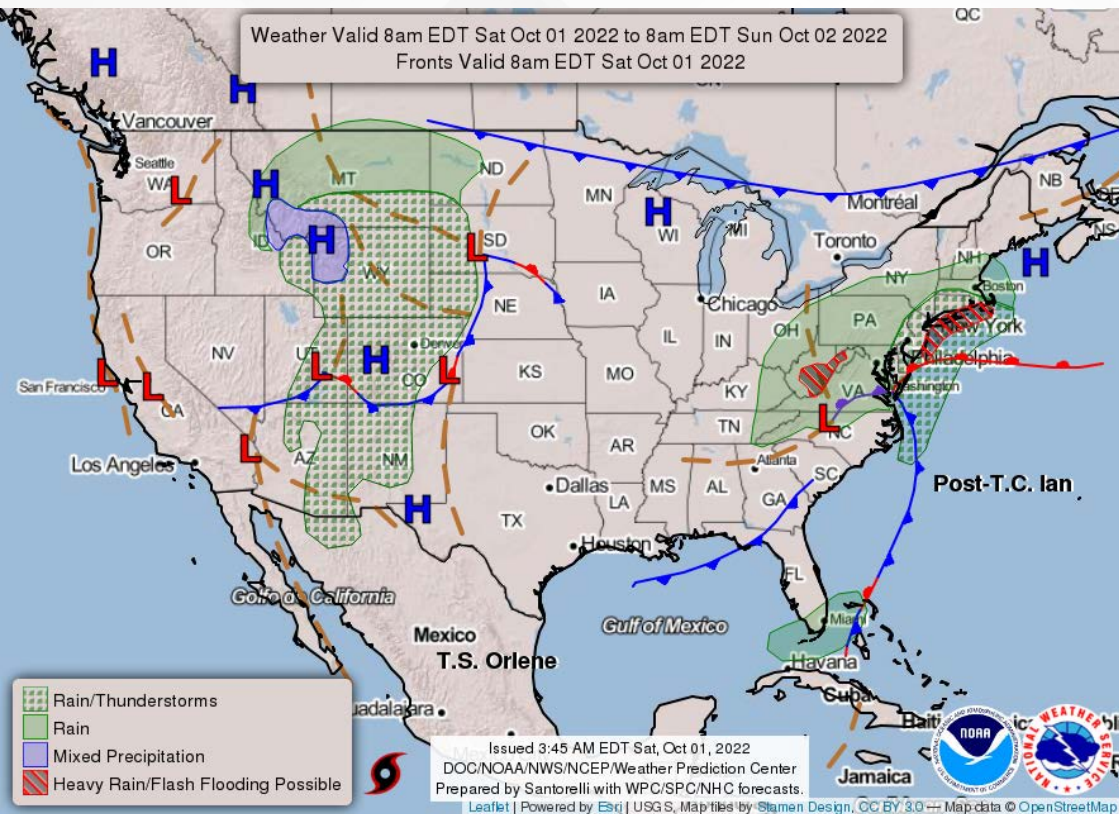 QC
Weather Valid 8am EDT Sat Oct 01 2022 to 8am EDT Sun Oct 02 2022
Fronts Valid 8am EDT Sat Oct 01 2022
H
H
Vancouver
Seattle
WA
L
H
MT
ND
MN
H
WI
MI
Montréal
NB
NS
OR
ID
H
WY
L
SD
Toronto
NY
NH
H
Boston
NE
IA
Chicago
OH
PA
New York
NV
UT
L
H
Denver
CO
L
KS
MO
IL
IN
KY
VA
L
Philadelphia
Washington
San Francisco
L
L
CA
OK
AR
TN
L
NC
L
AZ
NM
Los Angeles
H
TX
Dallas
LA
MS
AL
Atlanta
GA
SC
Post-T.C. Ian
Houston
FL
Golfo de California
Gulf of Mexico
Miami
Mexico
T.S. Orlene
Havana
Cuba
Haiti
Jamaica
Rain/Thunderstorms
Rain
Mixed Precipitation
Heavy Rain/Flash Flooding Possible
uadalajara
Issued 3:45 AM EDT Sat, Oct 01, 2022
DOC/NOAA/NWS/NCEP/Weather Prediction Center
Prepared by Santorelli with WPC/SPC/NHC forecasts.
NOAA
NATIONAL WEATHER SERVICE
Leaflet | Powered by Esri | USGS, Map tiles by Stamen Design, CC BY 3.0 — Map data © OpenStreetMap